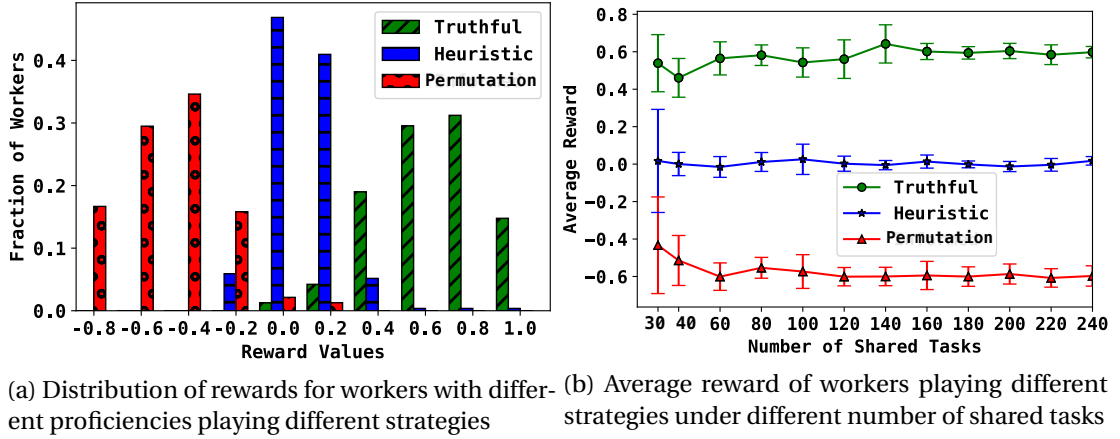 Fraction of Workers
0.4
0.3
0.2
0.1
0.0
-0.8 -0.6 -0.4 -0.2 0.0 0.2 0.4 0.6 0.8 1.0
Reward Values
Truthful
Heuristic
Permutation
(a) Distribution of rewards for workers with differ-
ent proficiencies playing different strategies
Average Reward
0.8
0.6
0.4
0.2
0.0
−0.2
−0.4
−0.6
30 40 60 80 100 120 140 160 180 200 220 240
Number of Shared Tasks
Truthful
Heuristic
Permutation
(b) Average reward of workers playing different
strategies under different number of shared tasks